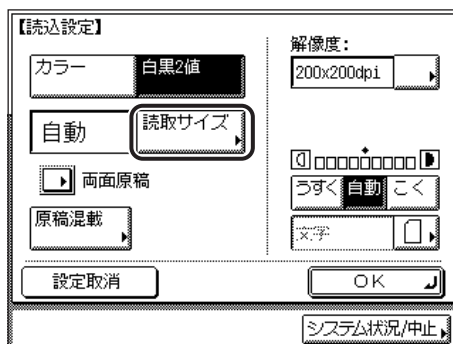 【読込設定】
カラー
白黒2値
自動
読取サイズ
両面原稿
原稿混載
設定取消
解像度:
200x200dpi
うすく
自動
こく
文字
OK
システム状況/中止